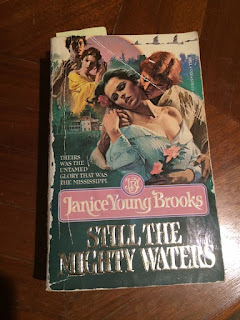 THEIRS
WAS THE
UNTAMED
GLORY THAT WAS
THE MISSISSIPPI.
Janice Young Brooks
STILL THE
MIGHTY WATERS